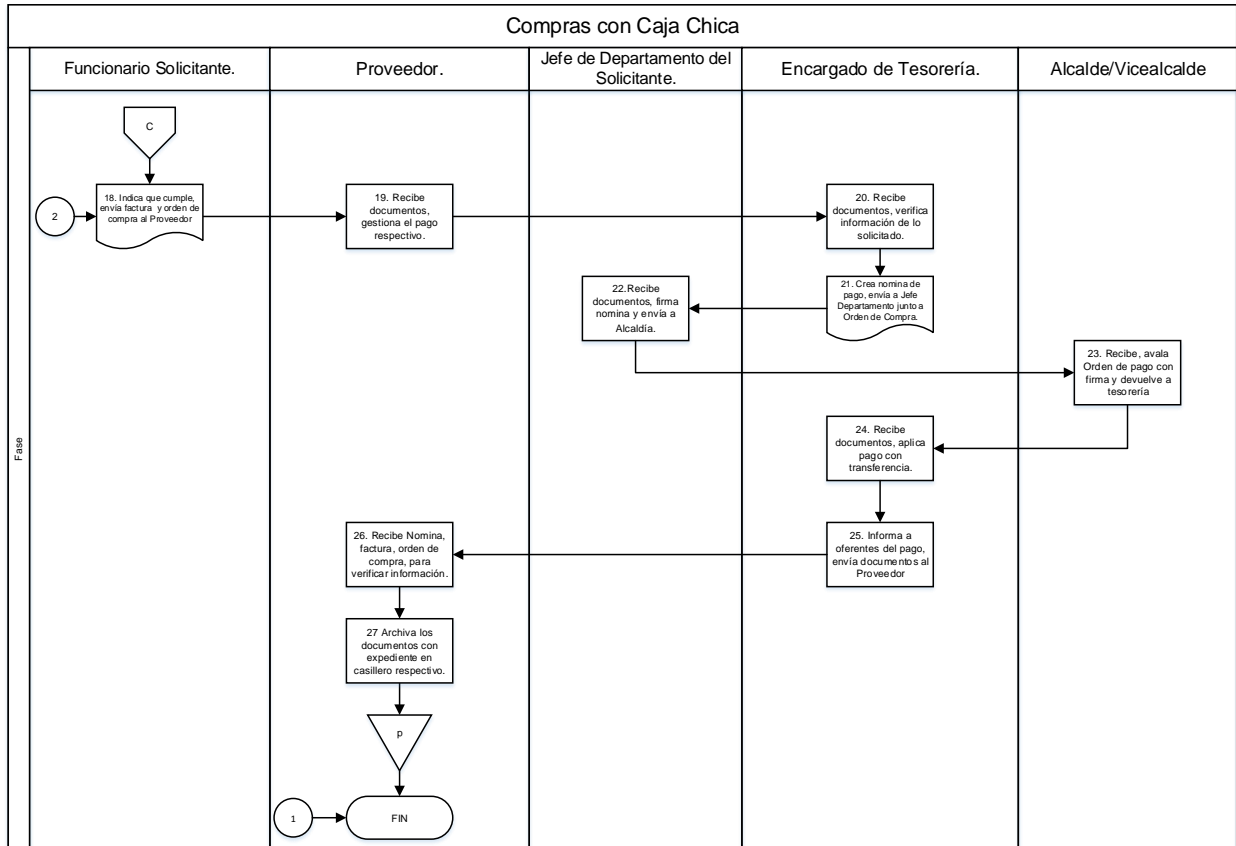 Compras con Caja Chica
Funcionario Solicitante.
Proveedor.
Jefe de Departamento del
Solicitante.
Encargado de Tesorería.
Alcalde/Vicealcalde
Fase
C
2
18. Indica que cumple,
envía factura y orden de
compra al Proveedor
19. Recibe
documentos,
gestiona el pago
respectivo.
20. Recibe
documentos, verifica
información de lo
solicitado.
21. Crea nomina de
pago, envía a Jefe
Departamento junto a
Orden de Compra.
22.Recibe
documentos, firma
nomina y envía a
Alcaldía.
23. Recibe, avala
Orden de pago con
firma y devuelve a
tesorería
24. Recibe
documentos, aplica
pago con
transferencia.
25. Informa a
oferentes del pago,
envía documentos al
Proveedor
26. Recibe Nomina,
factura, orden de
compra, para
verificar información.
27 Archiva los
documentos con
expediente en
casillero respectivo.
p
1
FIN